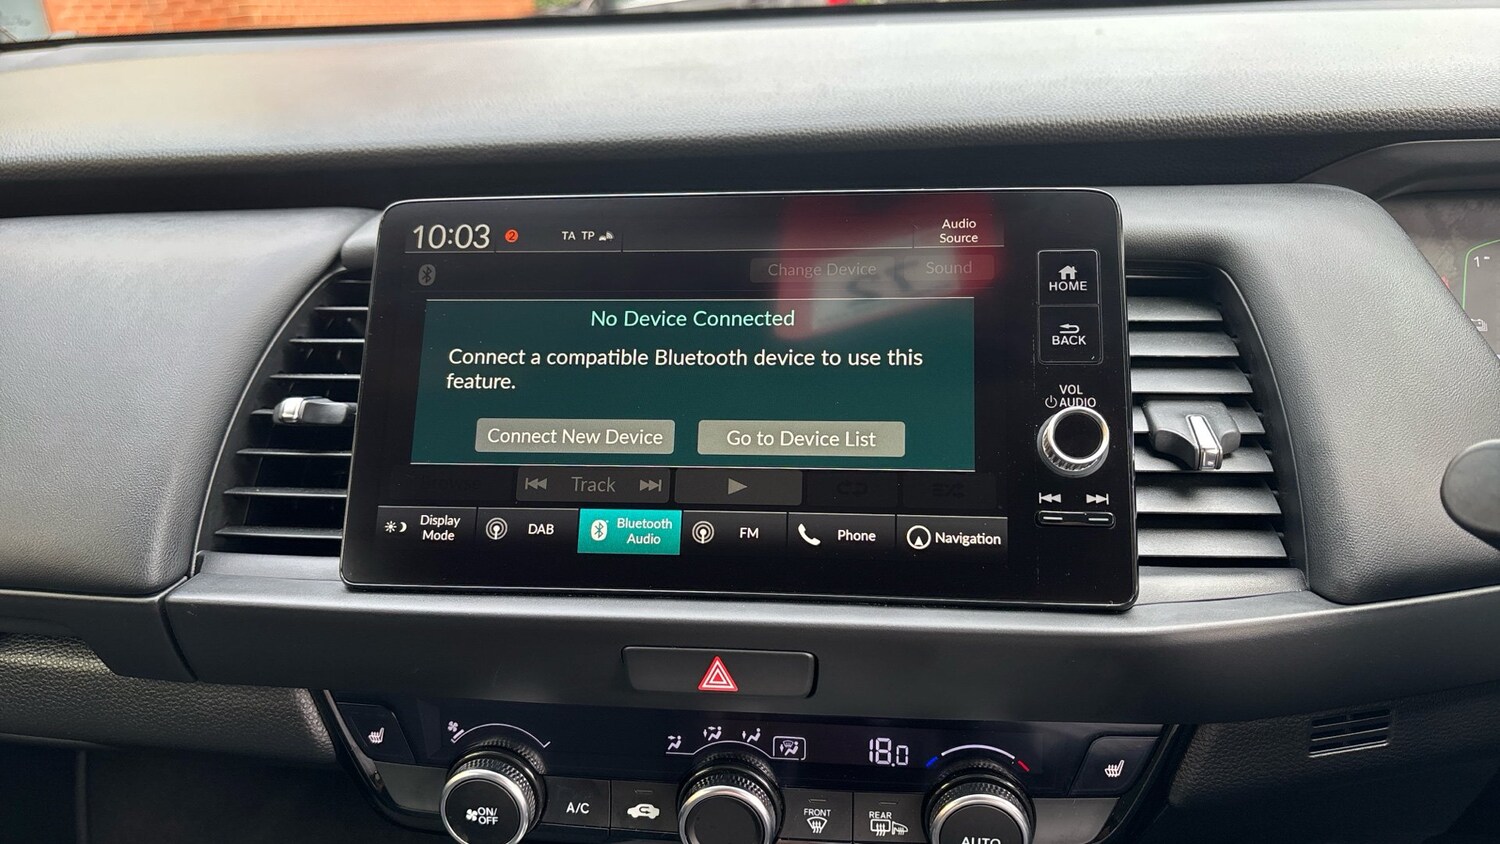 10:03
2
TA TP
Audio
Source
Change Device
Sound
HOME
No Device Connected
BACK
Connect a compatible Bluetooth device to use this
feature.
VOL
AUDIO
Connect New Device
Go to Device List
Track
Display
Mode
DAB
Bluetooth
Audio
FM
Phone
Navigation
18.0
ON/
OFF
A/C
FRONT
REAR
AUTO